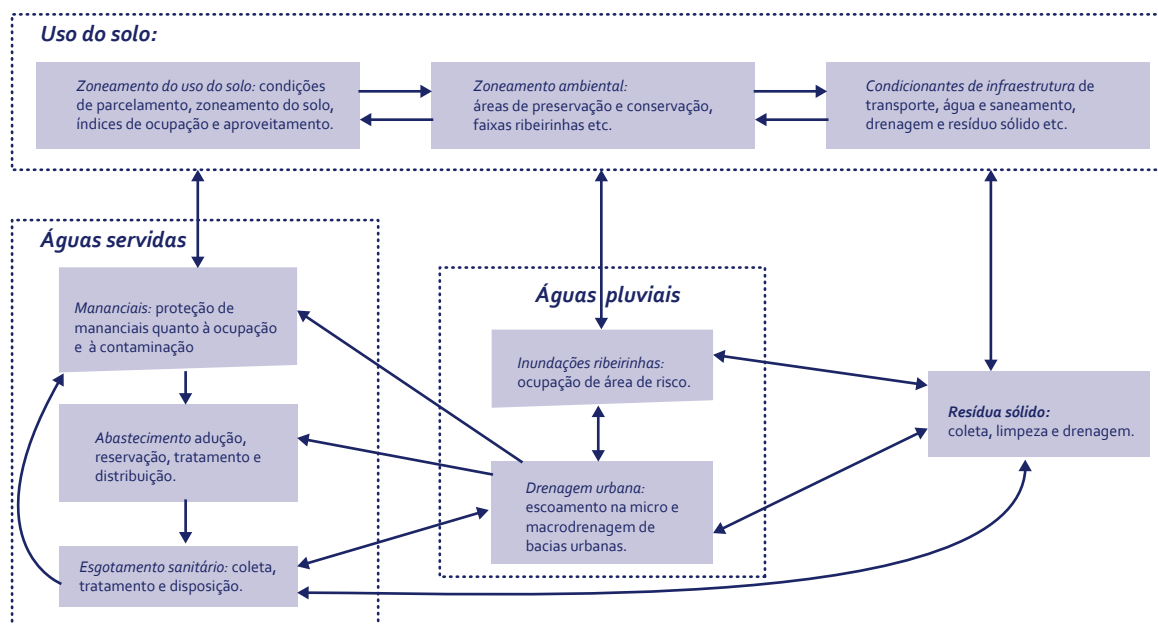 Uso do solo:
Zoneamento do uso do solo: condições
de parcelamento, zoneamento do solo,
índices de ocupação e aproveitamento.
Zoneamento ambiental:
áreas de preservação e conservação,
faixas ribeirinhas etc.
Condicionantes de infraestrutura de
transporte, água e saneamento,
drenagem e resíduo sólido etc.
Águas servidas
Mananciais: proteção de
mananciais quanto à ocupação
e à contaminação
Abastecimento adução,
reservação, tratamento e
distribuição.
Esgotamento sanitário: coleta,
tratamento e disposição.
Águas pluviais
Inundações ribeirinhas:
ocupação de área de risco.
Drenagem urbana:
escoamento na micro e
macrodrenagem de
bacias urbanas.
Resídua sólido:
coleta, limpeza e drenagem.